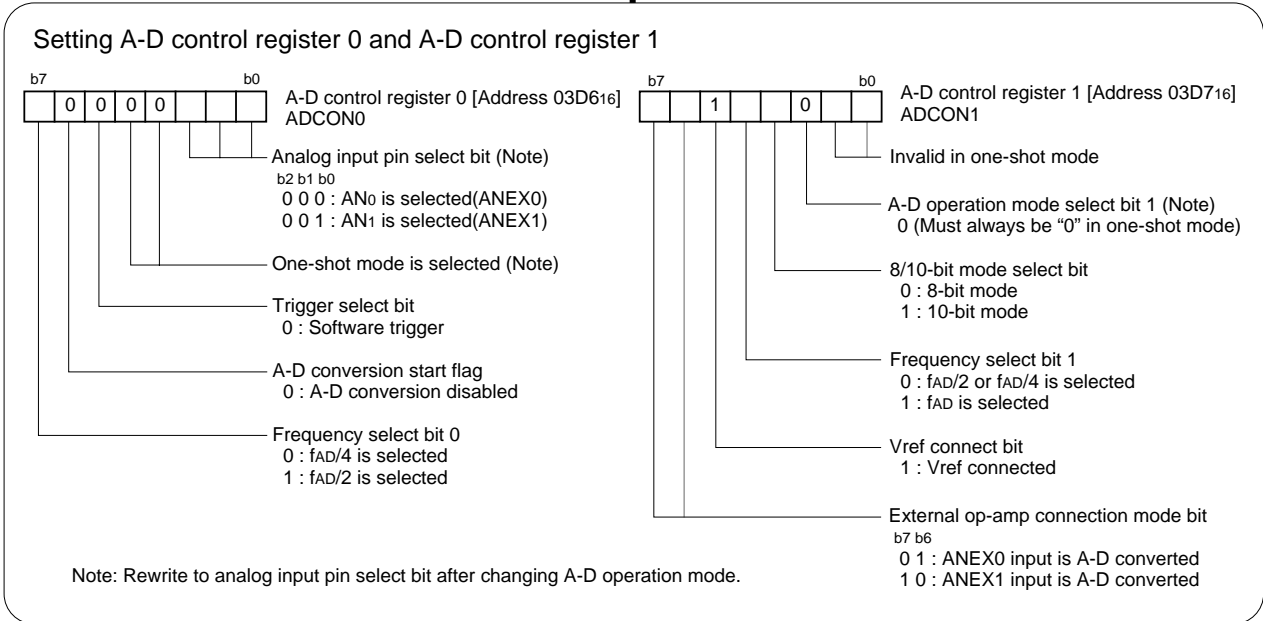 Setting A-D control register 0 and A-D control register 1
b7 b0
0 0 0 0
A-D control register 0 [Address 03D616]
ADCON0
Analog input pin select bit (Note)
b2 b1 b0
0 0 0 : AN0 is selected(ANEX0)
0 0 1 : AN1 is selected(ANEX1)
One-shot mode is selected (Note)
Trigger select bit
0 : Software trigger
A-D conversion start flag
0 : A-D conversion disabled
Frequency select bit 0
0 : fAD/4 is selected
1 : fAD/2 is selected
b7 b0
1 0
A-D control register 1 [Address 03D716]
ADCON1
Invalid in one-shot mode
A-D operation mode select bit 1 (Note)
0 (Must always be “0” in one-shot mode)
8/10-bit mode select bit
0 : 8-bit mode
1 : 10-bit mode
Frequency select bit 1
0 : fAD/2 or fAD/4 is selected
1 : fAD is selected
Vref connect bit
1 : Vref connected
External op-amp connection mode bit
b7 b6
0 1 : ANEX0 input is A-D converted
1 0 : ANEX1 input is A-D converted
Note: Rewrite to analog input pin select bit after changing A-D operation mode.